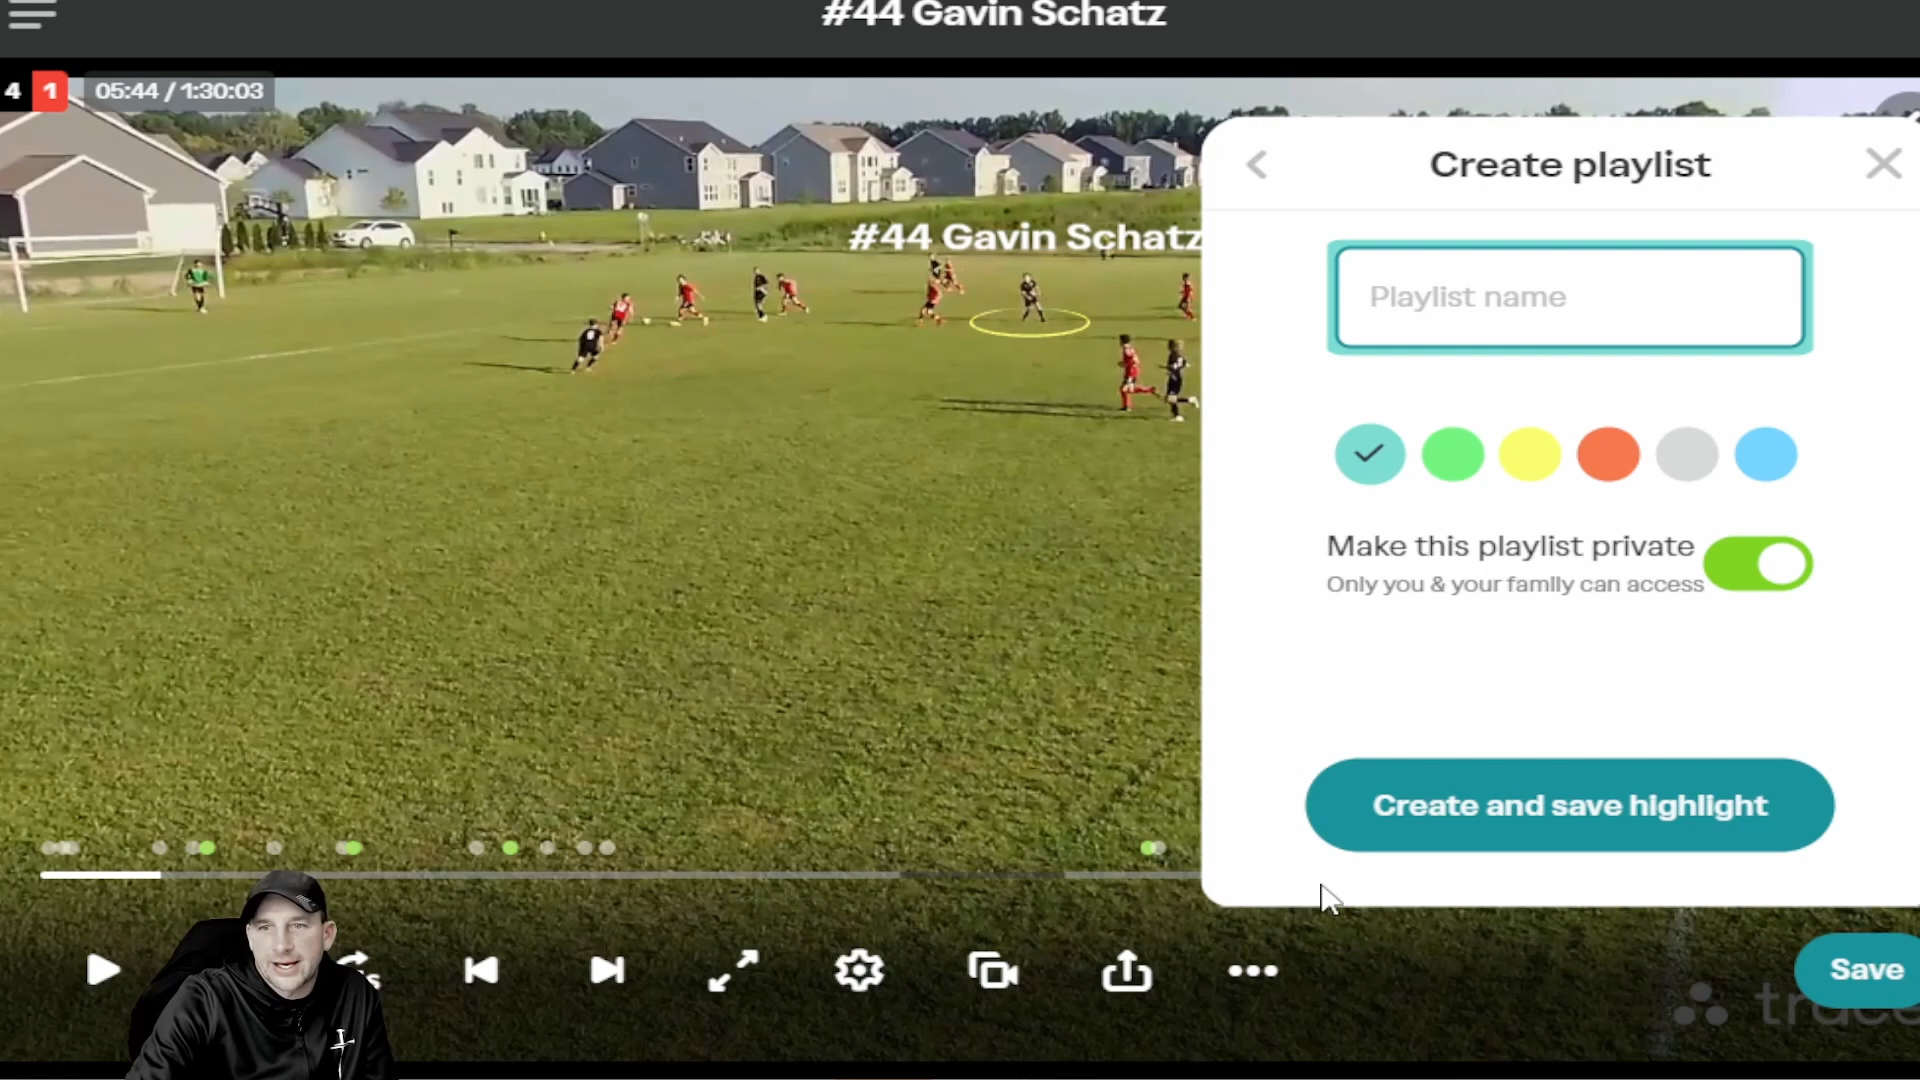 #44 Gavin Schatz
4 1 05:44 / 1:30:03
Create playlist
#44 Gavin Schatz
Playlist name
Make this playlist private
Only you & your family can access
Create and save highlight
Save
trace